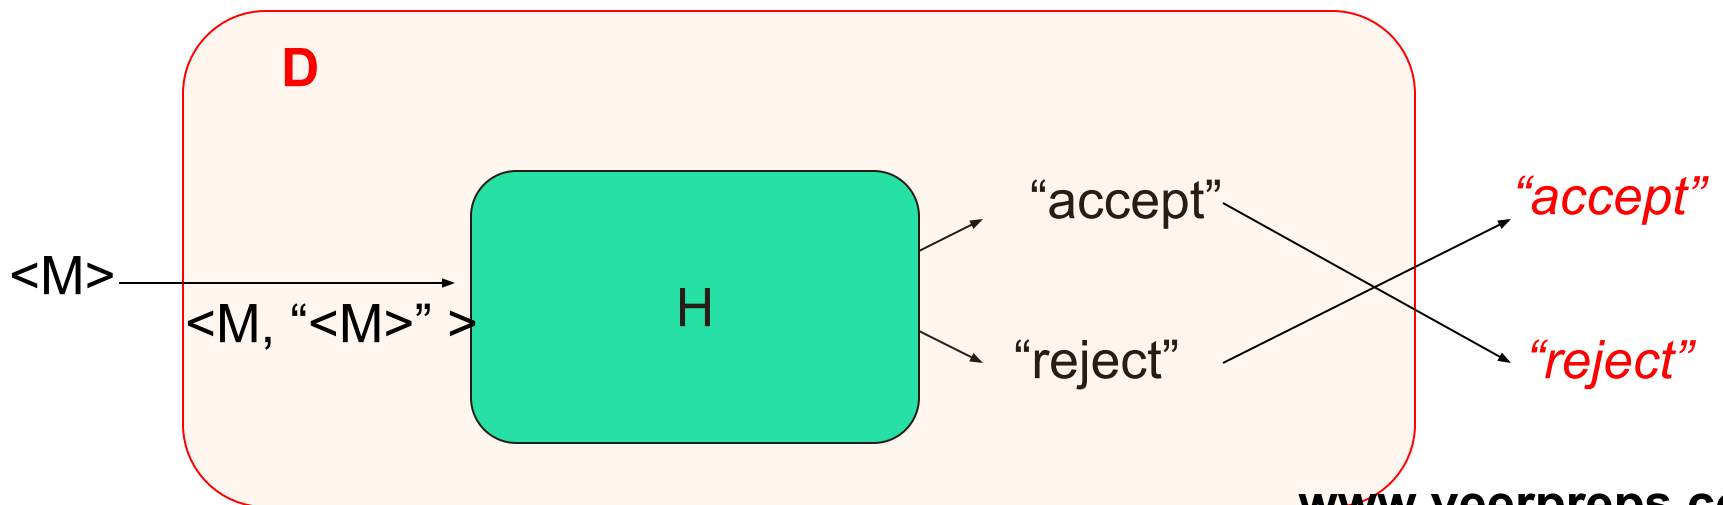 D
“accept”
“accept”
<M>
<M, “<M>” >
H
“reject”
“reject”